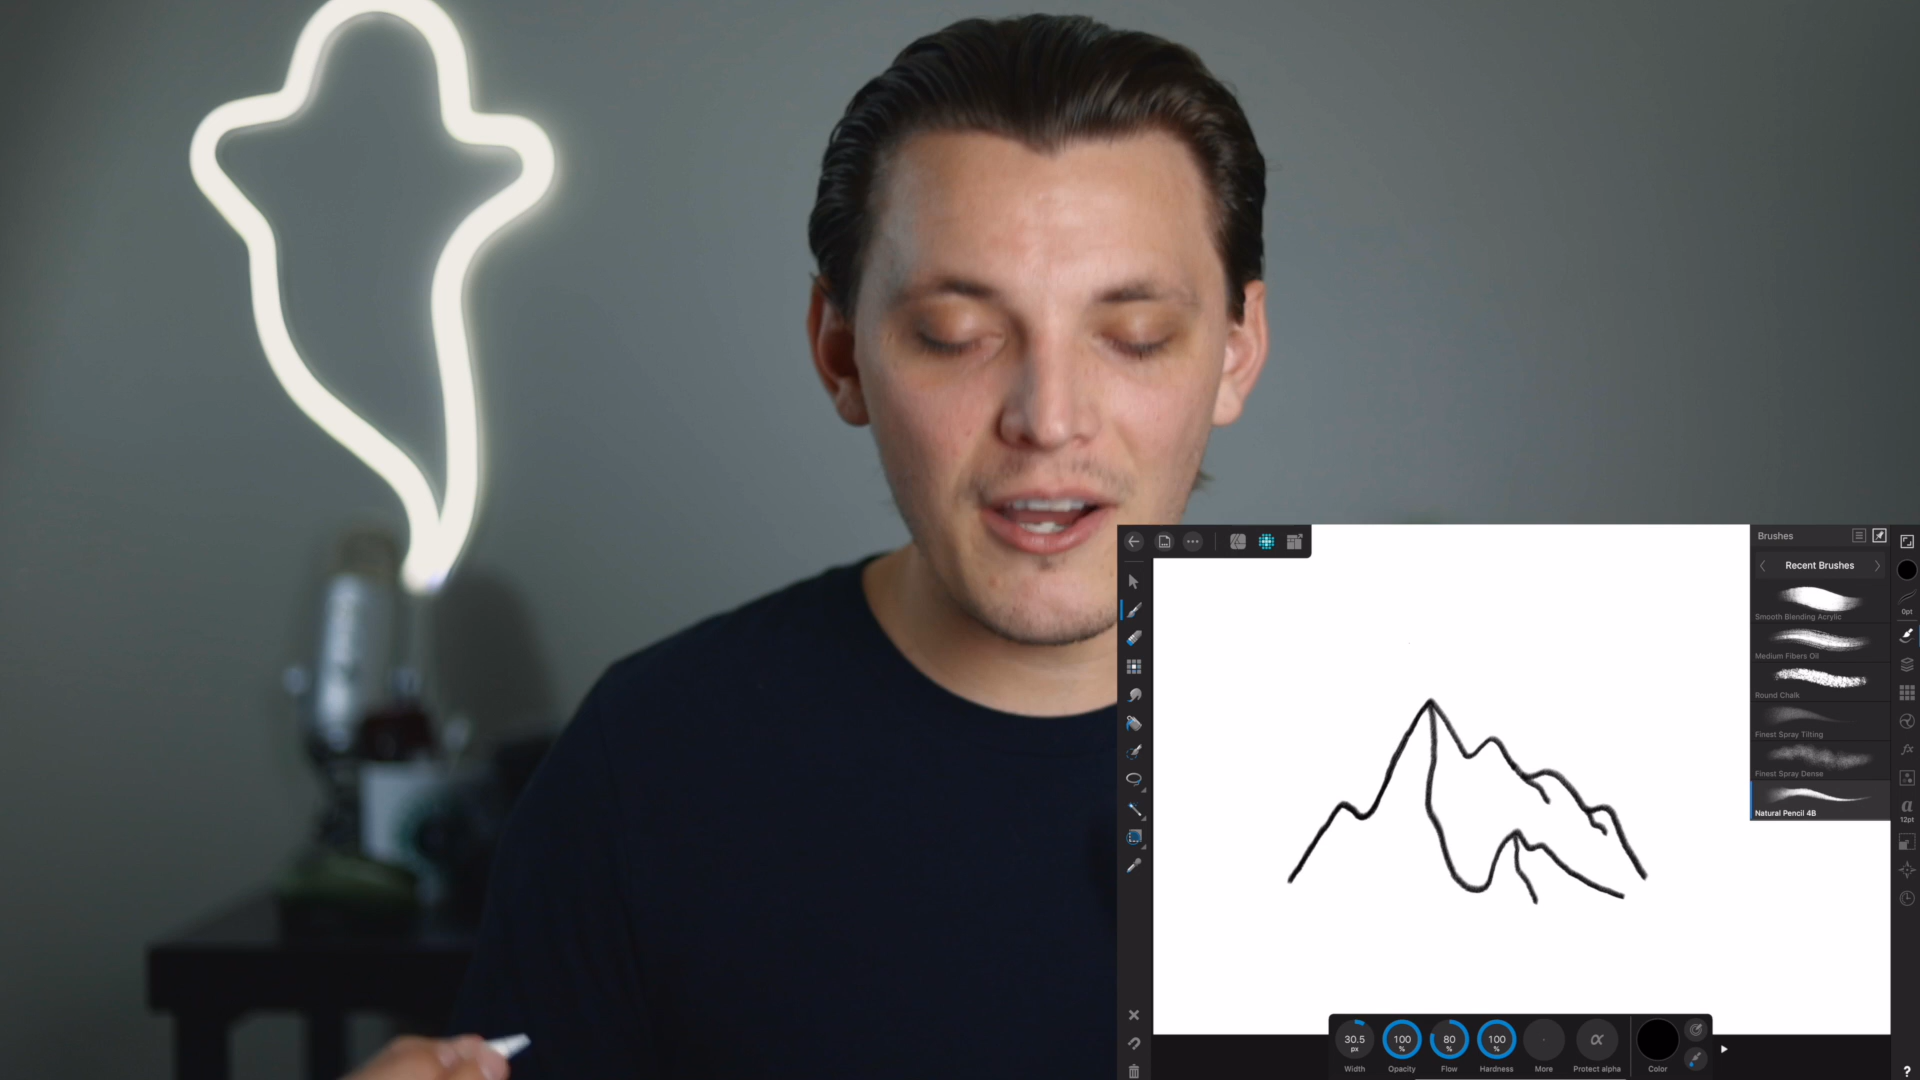 Brushes
Recent Brushes
Smooth Blending Acrylic
Medium Fibers Oil
Round Chalk
Finest Spray Tilting
Finest Spray Dense
Natural Pencil 4B
0pt
fx
a
12pt
30.5 px
100 %
80 %
100 %
α
Width
Opacity
Flow
Hardness
More
Protect alpha
Color
?